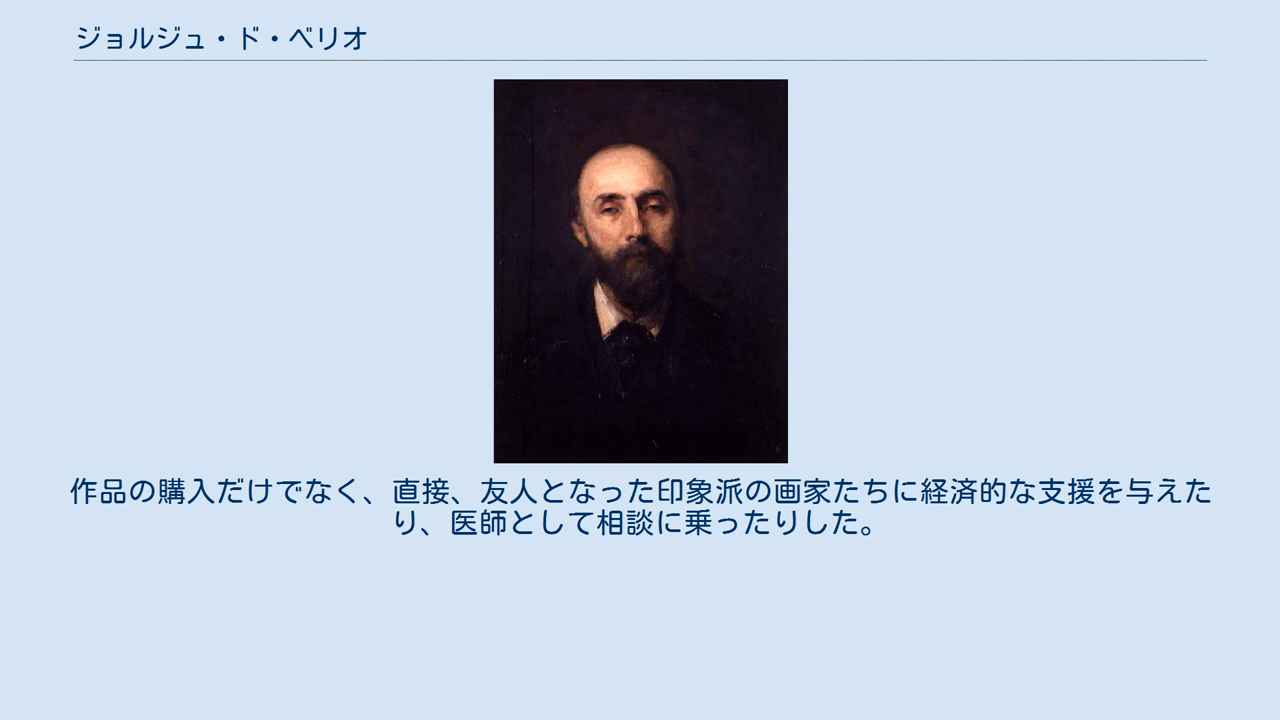 ジョルジュ・ド・ベリオ
作品の購入だけでなく、直接、友人となった印象派の画家たちに経済的な支援を与えた
り、医師として相談に乗ったりした。